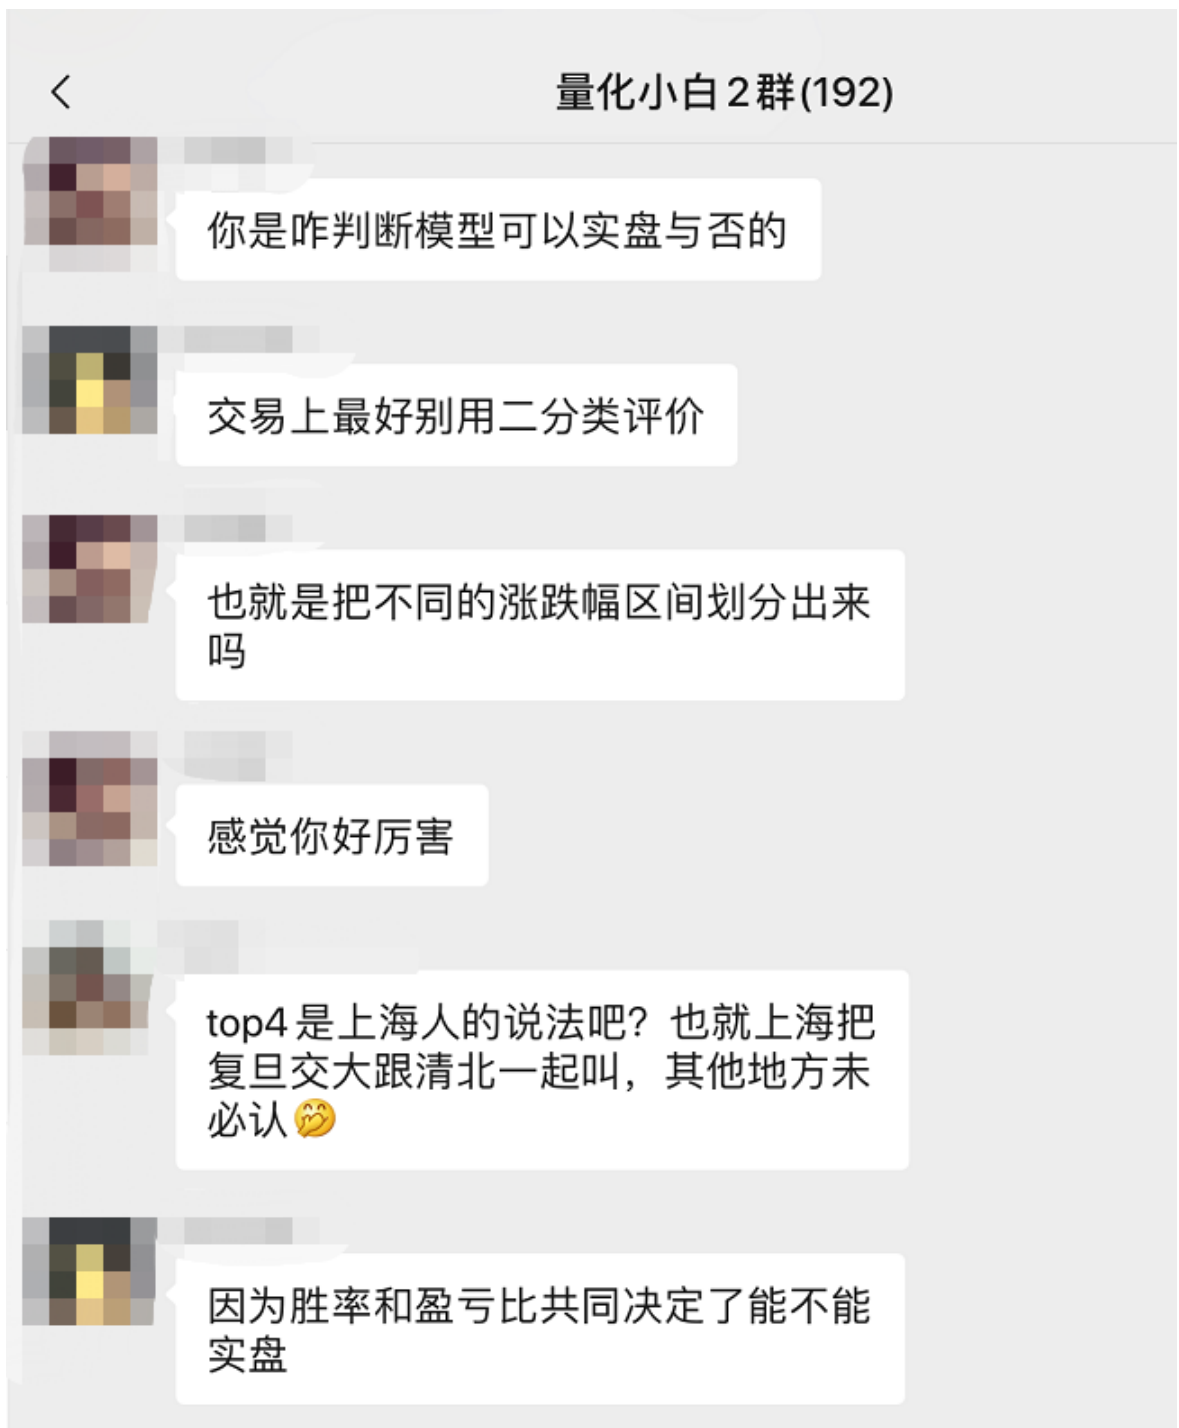 量化小白2群(192)
你是咋判断模型可以实盘与否的
交易上最好别用二分类评价
也就是把不同的涨跌幅区间划分出来
吗
感觉你好厉害
top4是上海人的说法吧？也就上海把
复旦交大跟清北一起叫，其他地方未
必认🤭
因为胜率和盈亏比共同决定了能不能
实盘